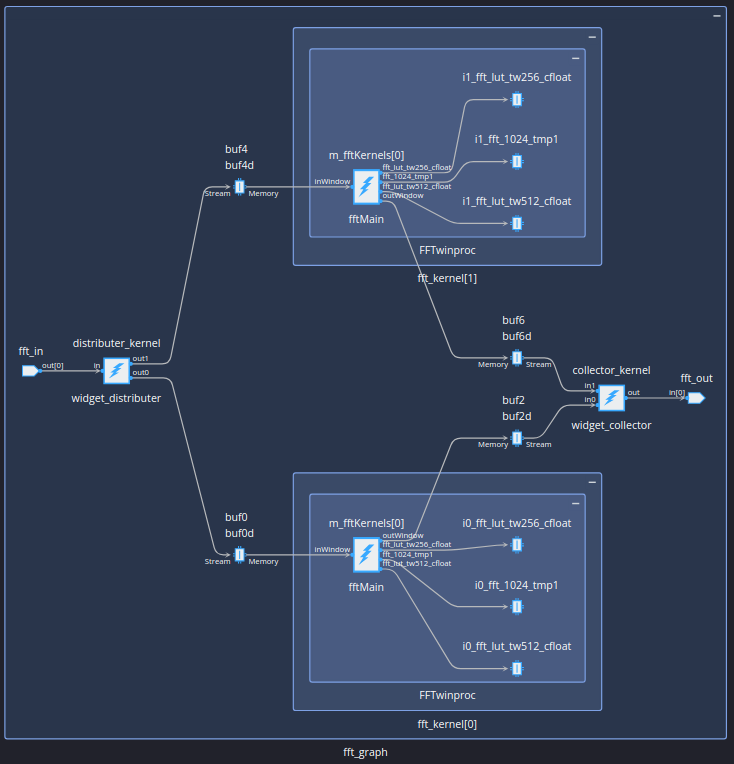 i1_fft_lut_tw256_cfloat
i1_fft_1024_tmp1
buf4
buf4d
m_fftKernels[0]
fft_lut_tw256_cfloat
fft_1024_tmp1
fft_lut_tw512_cfloat
outWindow
inWindow
Stream
Memory
i1_fft_lut_tw512_cfloat
fftMain
FFTwinproc
fft_kernel[1]
buf6
buf6d
Memory
Stream
fft_in
out[0]
distributer_kernel
in
out1
out0
widget_distributer
collector_kernel
in1
in0
out
widget_collector
fft_out
in[0]
buf2
buf2d
Memory
Stream
buf0
buf0d
Stream
Memory
m_fftKernels[0]
inWindow
outWindow
fft_lut_tw256_cfloat
fft_1024_tmp1
fft_lut_tw512_cfloat
fftMain
i0_fft_lut_tw256_cfloat
i0_fft_1024_tmp1
i0_fft_lut_tw512_cfloat
FFTwinproc
fft_kernel[0]
fft_graph